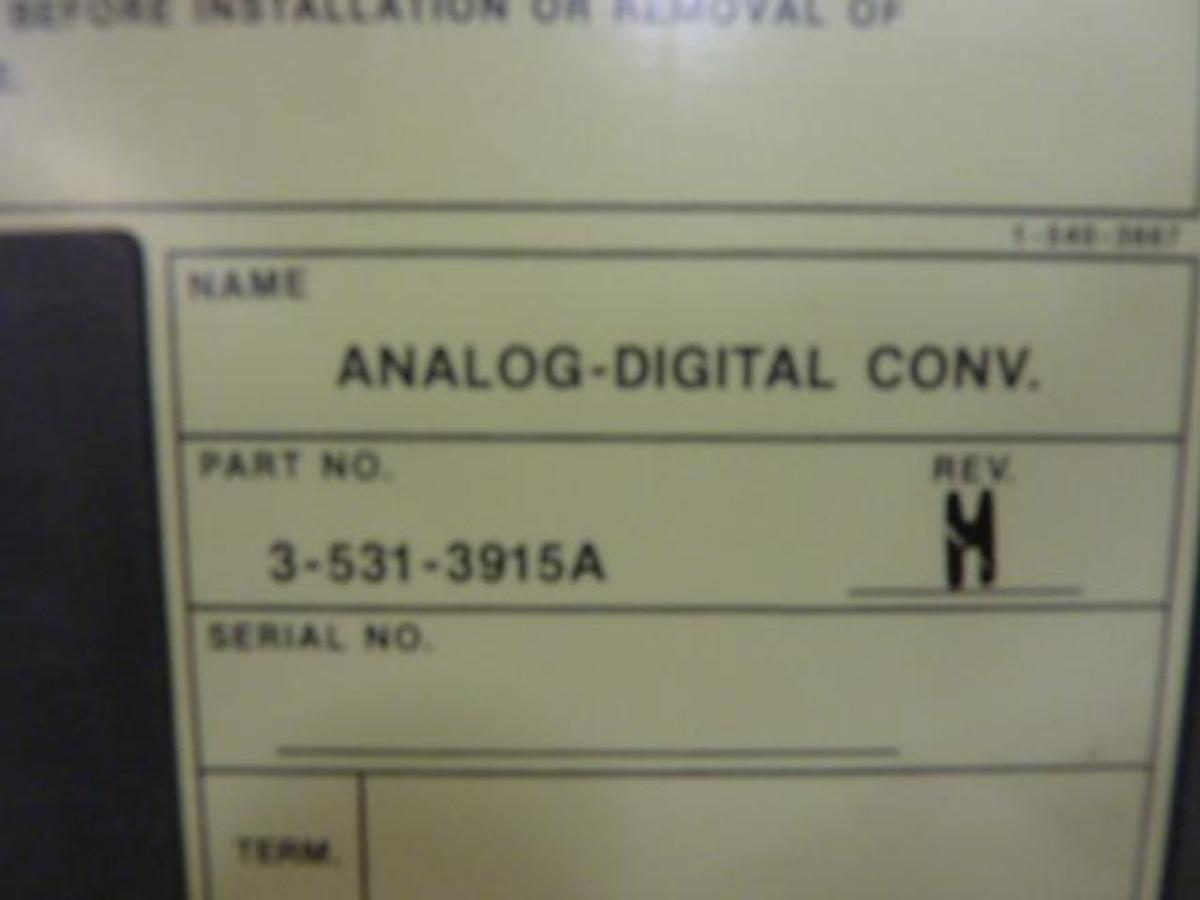 BEFORE INSTALLATION OR REMOVAL OF
NAME
ANALOG-DIGITAL CONV.
PART NO. REV.
3-531-3915A
SERIAL NO.
TERM.